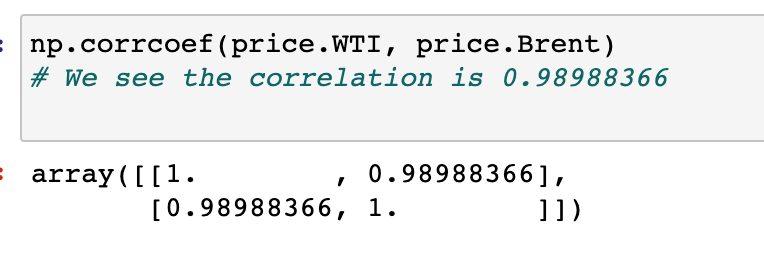 : np.corrcoef(price.WTI, price.Brent)
# We see the correlation is 0.98988366
: array([[1.        , 0.98988366],
       [0.98988366, 1.        ]])